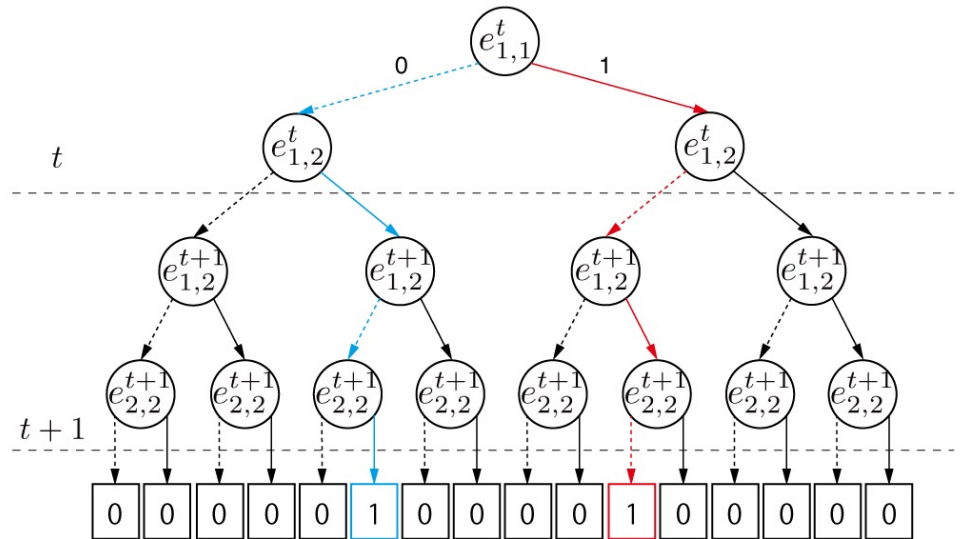 e^t_{1,1}
0 1
e^t_{1,2} e^t_{1,2}
t
e^{t+1}_{1,2} e^{t+1}_{1,2} e^{t+1}_{1,2} e^{t+1}_{1,2}
e^{t+1}_{2,2} e^{t+1}_{2,2} e^{t+1}_{2,2} e^{t+1}_{2,2} e^{t+1}_{2,2} e^{t+1}_{2,2} e^{t+1}_{2,2} e^{t+1}_{2,2}
t + 1
0 0 0 0 0 1 0 0 0 0 1 0 0 0 0 0